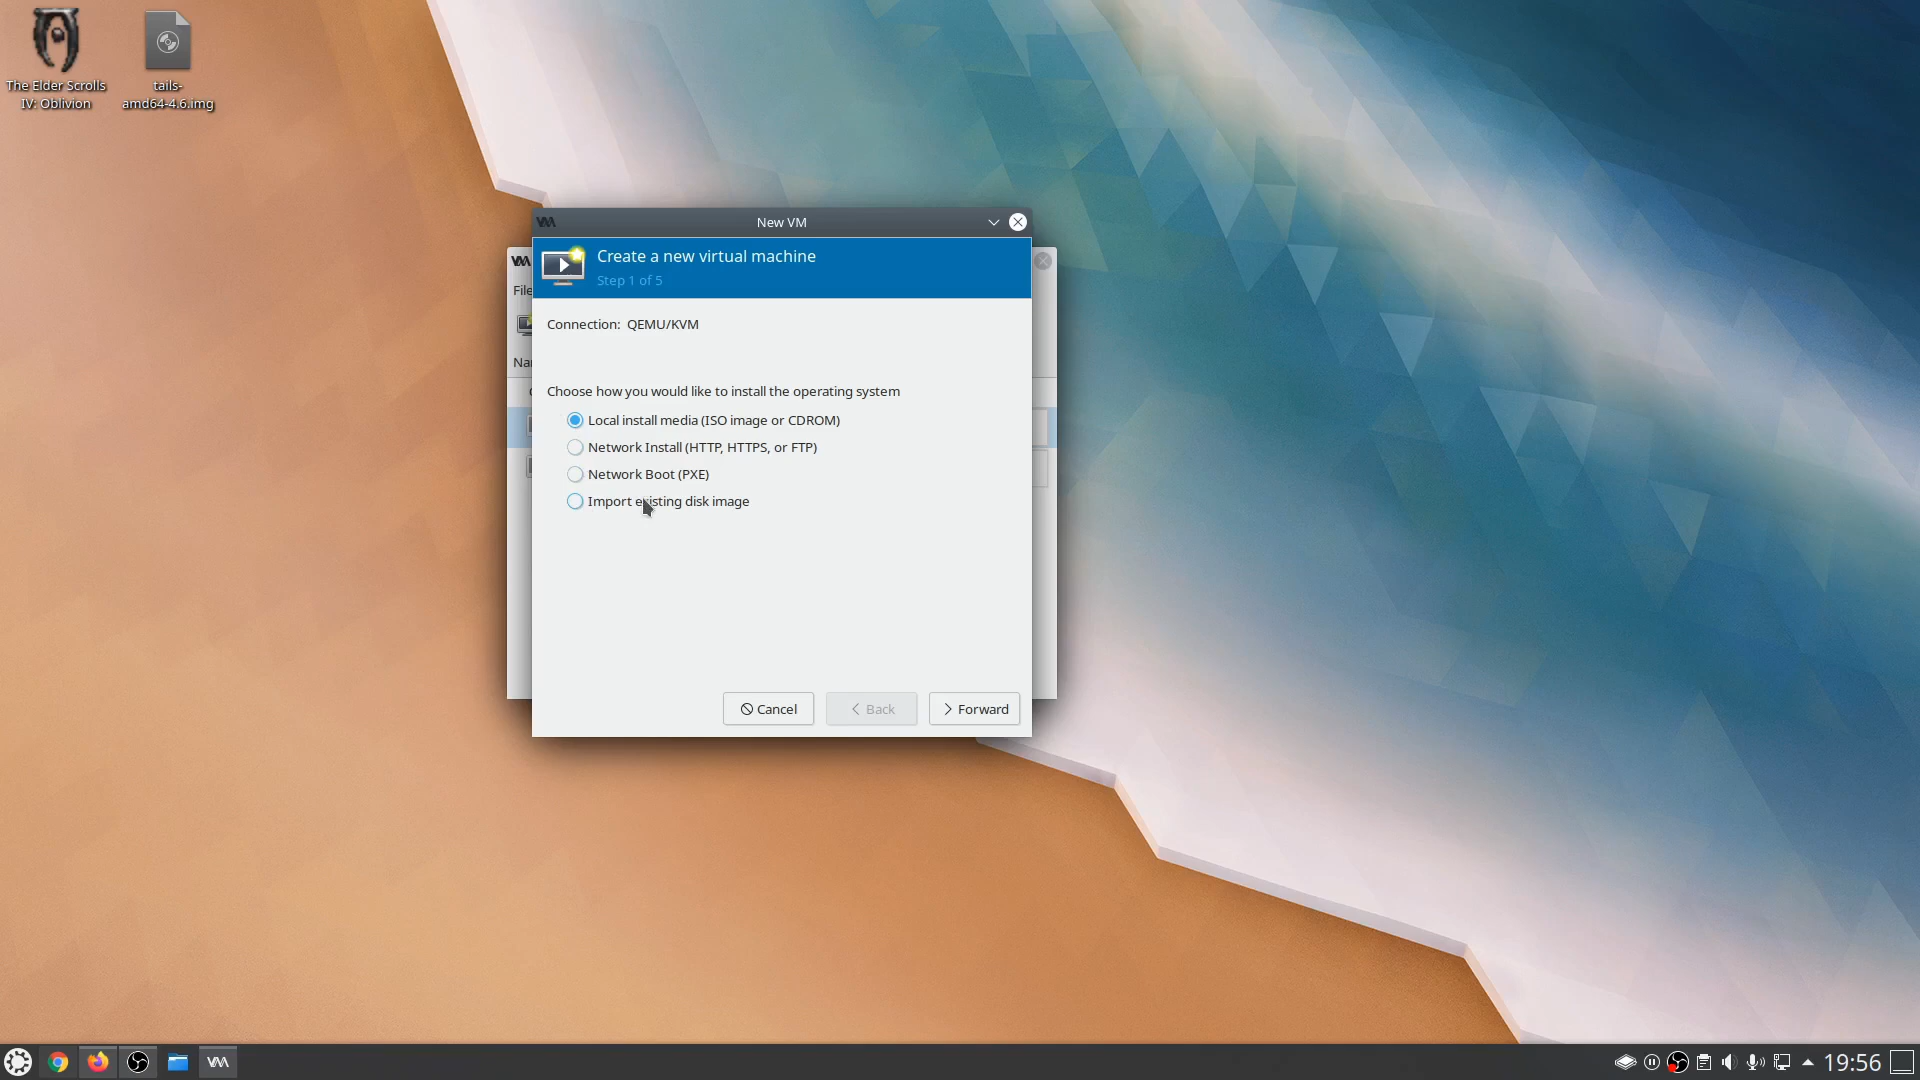 The Elder Scrolls
IV: Oblivion
tails-
amd64-4.6.img
New VM
Create a new virtual machine
Step 1 of 5
File
Connection: QEMU/KVM
Choose how you would like to install the operating system
Local install media (ISO image or CDROM)
Network Install (HTTP, HTTPS, or FTP)
Network Boot (PXE)
Import existing disk image
Cancel
Back
Forward
19:56